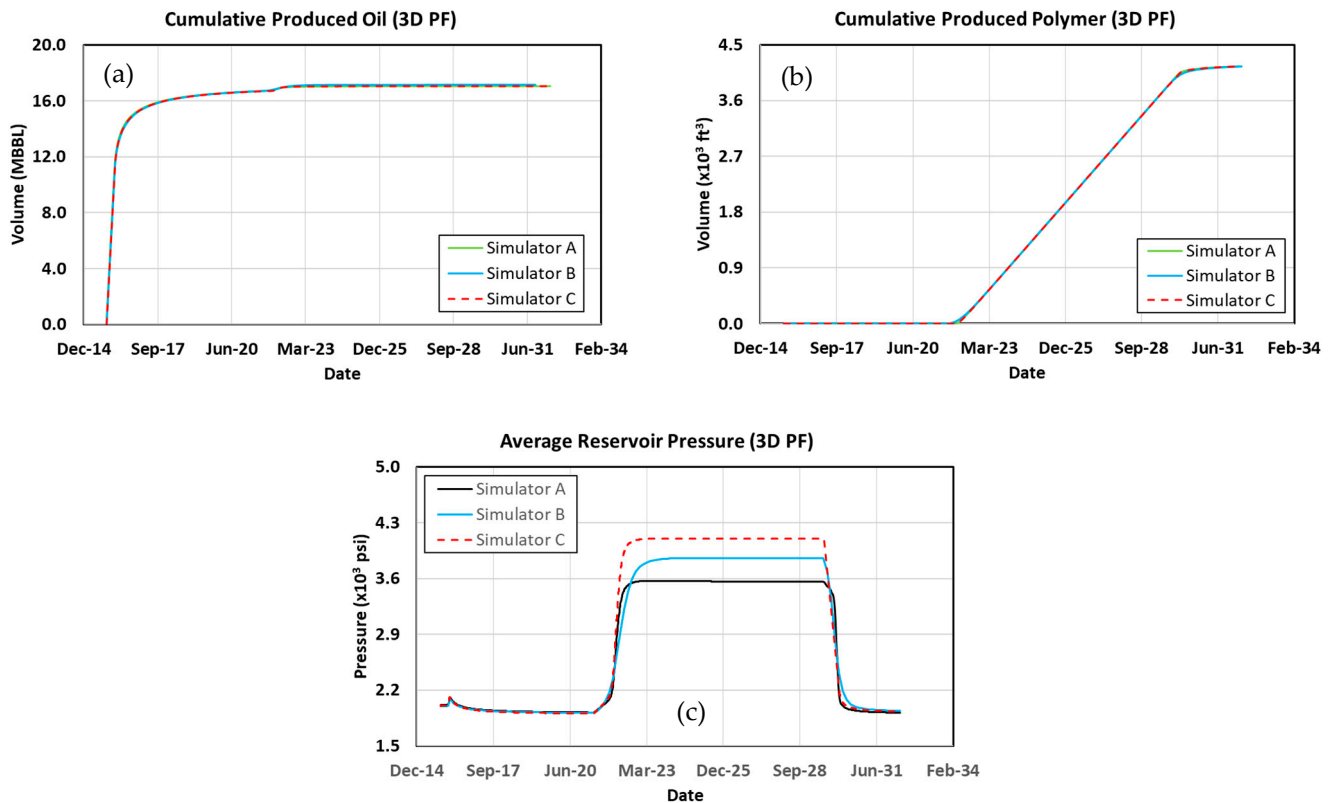 Cumulative Produced Oil (3D PF)
20.0
16.0
12.0
8.0
4.0
0.0
Volume (MBBL)
(a)
Simulator A
Simulator B
Simulator C
Dec-14 Sep-17 Jun-20 Mar-23 Dec-25 Sep-28 Jun-31 Feb-34
Date
Cumulative Produced Polymer (3D PF)
4.5
3.6
2.7
1.8
0.9
0.0
Volume (x10³ ft³)
(b)
Simulator A
Simulator B
Simulator C
Dec-14 Sep-17 Jun-20 Mar-23 Dec-25 Sep-28 Jun-31 Feb-34
Date
Average Reservoir Pressure (3D PF)
5.0
4.3
3.6
2.9
2.2
1.5
Pressure (x10³ psi)
Simulator A
Simulator B
Simulator C
(c)
Dec-14 Sep-17 Jun-20 Mar-23 Dec-25 Sep-28 Jun-31 Feb-34
Date